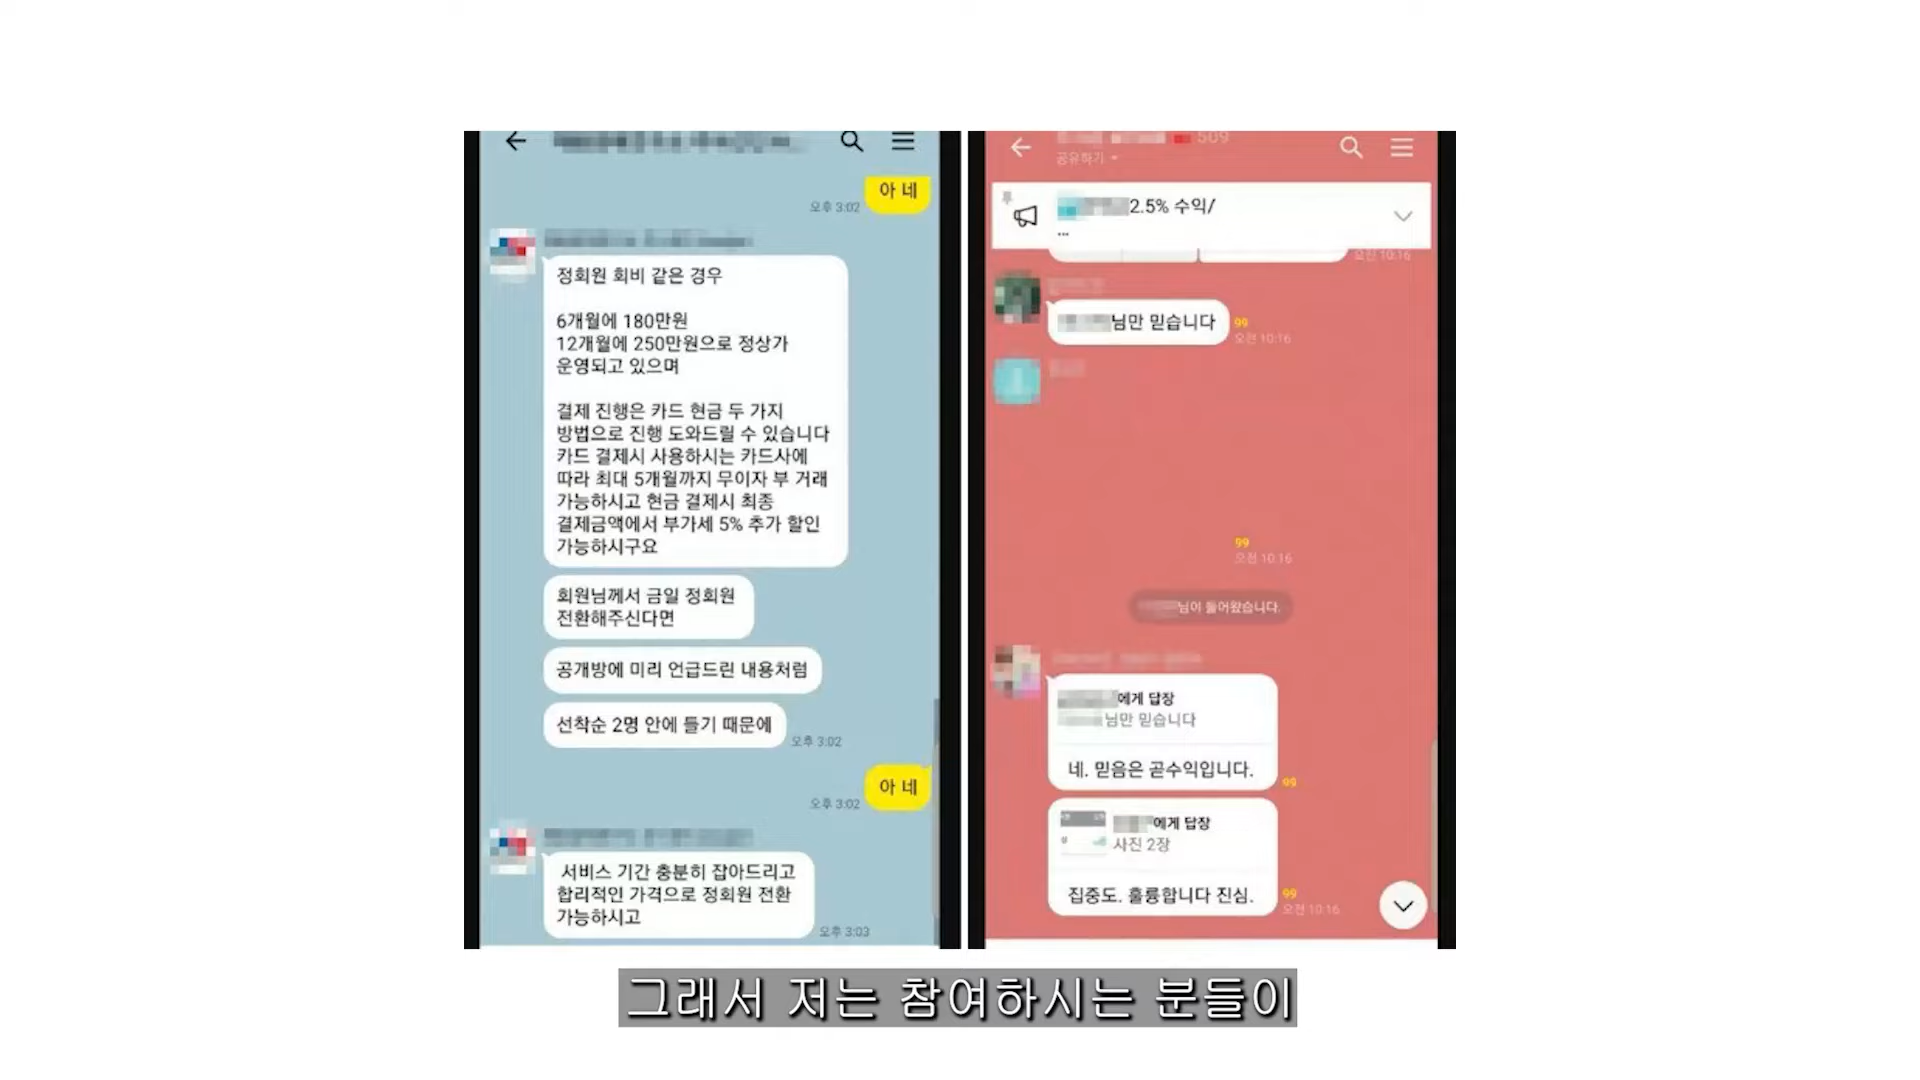 아 네
오후 3:02
정회원 회비 같은 경우
6개월에 180만원
12개월에 250만원으로 정상가
운영되고 있으며
결제 진행은 카드 현금 두 가지
방법으로 진행 도와드릴 수 있습니다
카드 결제시 사용하시는 카드사에
따라 최대 5개월까지 무이자 부 거래
가능하시고 현금 결제시 최종
결제금액에서 부가세 5% 추가 할인
가능하시구요
회원님께서 금일 정회원
전환해주신다면
공개방에 미리 언급드린 내용처럼
선착순 2명 안에 들기 때문에
오후 3:02
아 네
오후 3:02
서비스 기간 충분히 잡아드리고
합리적인 가격으로 정회원 전환
가능하시고
오후 3:03
509
공유하기
2.5% 수익/
...
오전 10:16
님만 믿습니다
99
오전 10:16
99
오전 10:16
님이 들어왔습니다.
에게 답장
님만 믿습니다
네. 믿음은 곧수익입니다.
99
에게 답장
사진 2장
집중도. 훌륭합니다 진심.
99
오전 10:16
그래서 저는 참여하시는 분들이